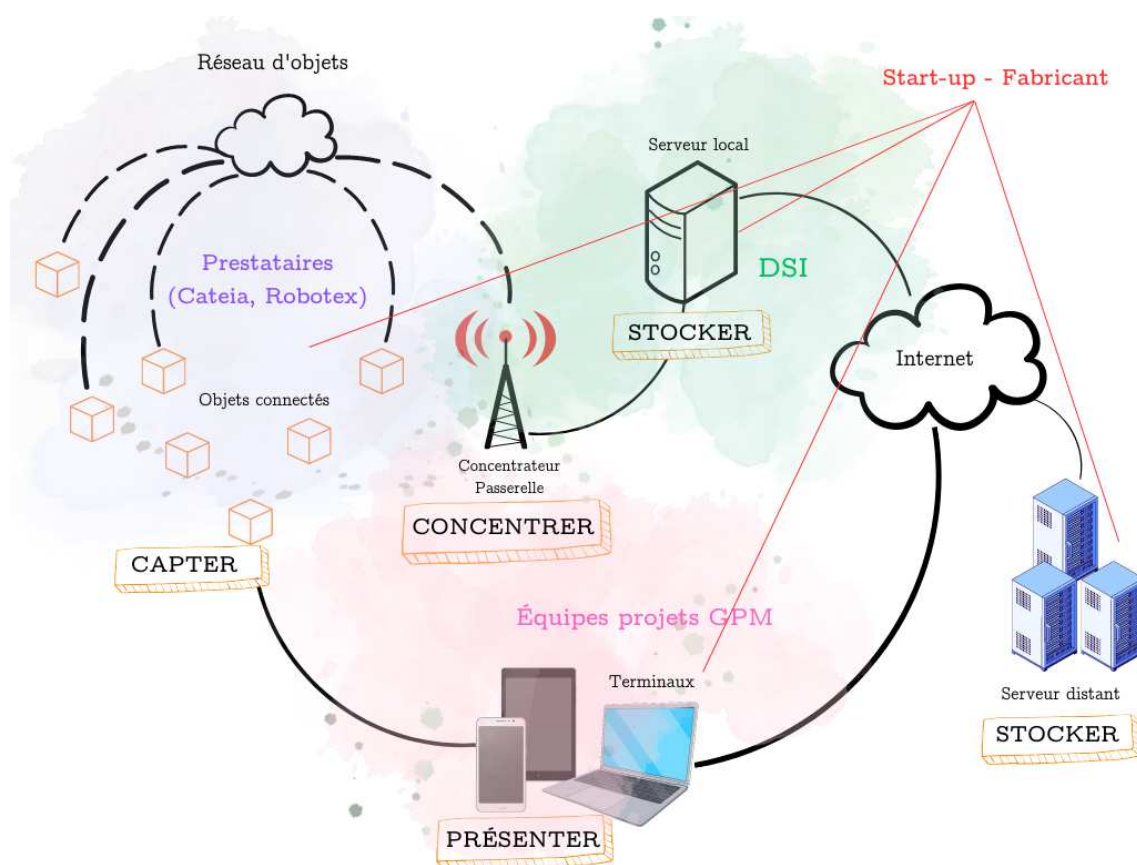 Réseau d'objets
Start-up - Fabricant
Serveur local
Prestataires
(Cateia, Robotex)
DSI
STOCKER
Internet
Objets connectés
Concentrateur
Passerelle
CONCENTRER
CAPTER
Équipes projets GPM
Terminaux
Serveur distant
STOCKER
PRÉSENTER